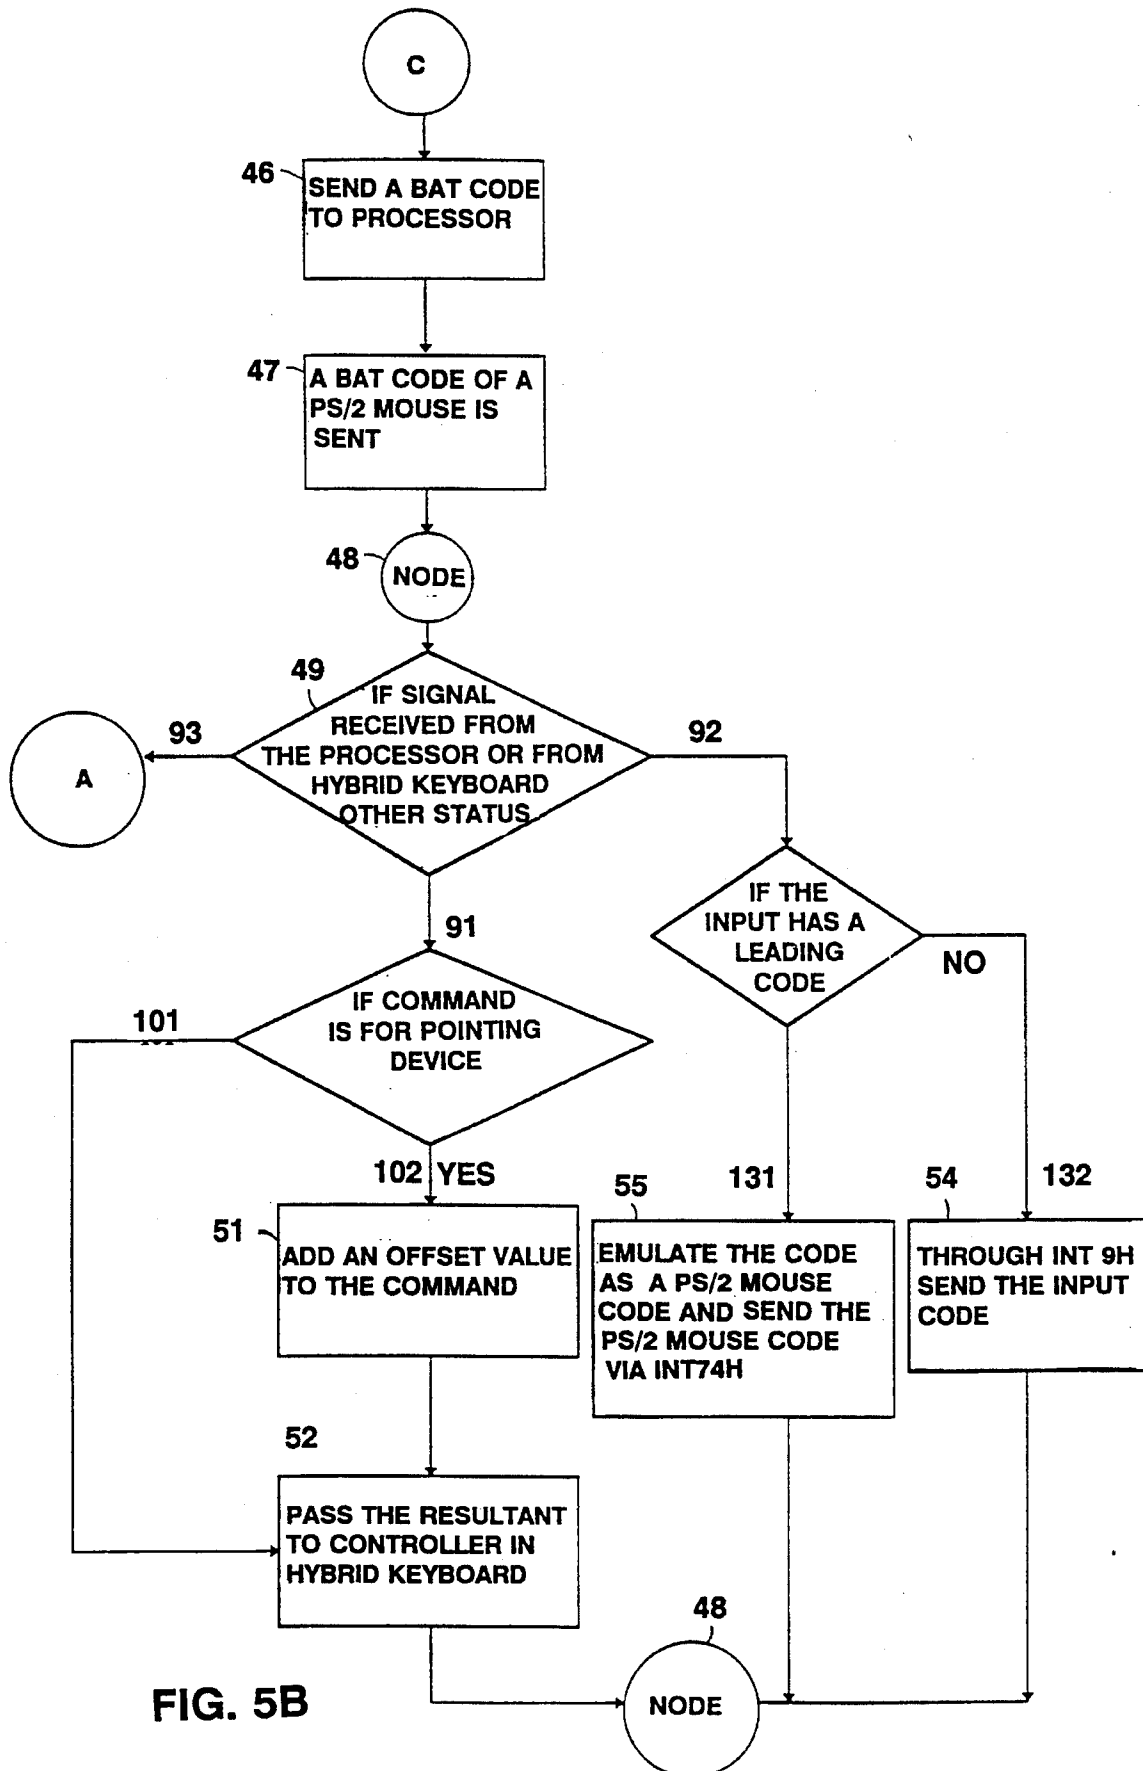 C
46
SEND A BAT CODE
TO PROCESSOR
47
A BAT CODE OF A
PS/2 MOUSE IS
SENT
48
NODE
49
IF SIGNAL
RECEIVED FROM
THE PROCESSOR OR FROM
HYBRID KEYBOARD
OTHER STATUS
93
A
92
91
IF THE
INPUT HAS A
LEADING
CODE
NO
IF COMMAND
IS FOR POINTING
DEVICE
101
102 YES
131
132
51
ADD AN OFFSET VALUE
TO THE COMMAND
55
EMULATE THE CODE
AS A PS/2 MOUSE
CODE AND SEND THE
PS/2 MOUSE CODE
VIA INT74H
54
THROUGH INT 9H
SEND THE INPUT
CODE
52
PASS THE RESULTANT
TO CONTROLLER IN
HYBRID KEYBOARD
48
NODE
FIG. 5B